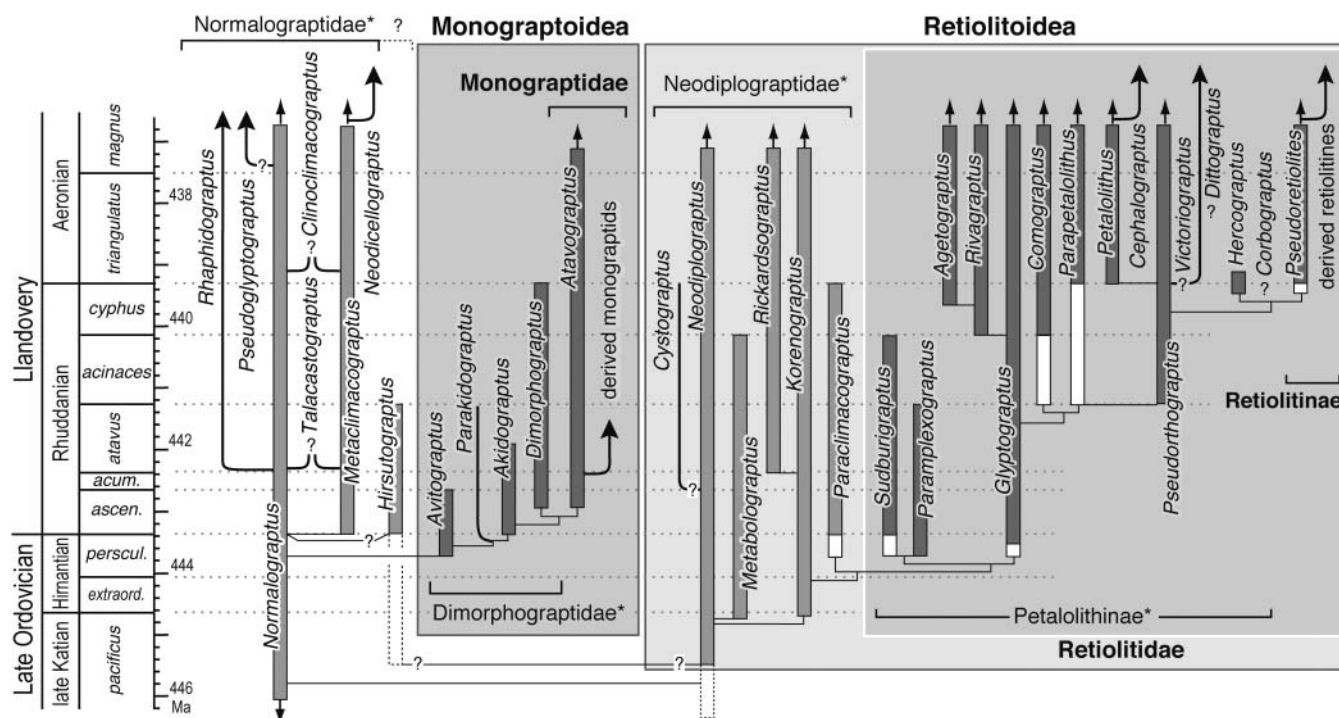 Normalograptidae*
?
Monograptoidea
Retiolitoidea
Monograptidae
Neodiplograptidae*
Rhaphidograptus
Pseudoglyptograptus
?
Normalograptus
Clinoclimacograptus
?
Talacastograptus
?
Metaclimacograptus
Neodicellograptus
Hirsutograptus
?
Avitograptus
Parakidograptus
Akidograptus
Dimorphograptus
Atavograptus
derived monograptids
Dimorphograptidae*
Cystograptus
?
Neodiplograptus
?
Metabolograptus
Rickardsograptus
Korenograptus
Paraclimacograptus
Sudburigraptus
Paramplexograptus
Agetograptus
Rivagraptus
Glyptograptus
Comograptus
Parapetalolithus
Petalolithus
Cephalograptus
Pseudorthograptus
Victoriograptus
?
? Dittograptus
Hercograptus
Corbograptus
?
Pseudoretiolites
derived retiolitines
Retiolitinae
Petalolithinae*
Retiolitidae
Llandovery
Late Ordovician
Aeronian
Rhuddanian
Hirnantian
late Katian
magnus
triangulatus
cyphus
acinaces
atavus
acum.
ascen.
perscul.
extraord.
pacificus
438
440
442
444
446
Ma